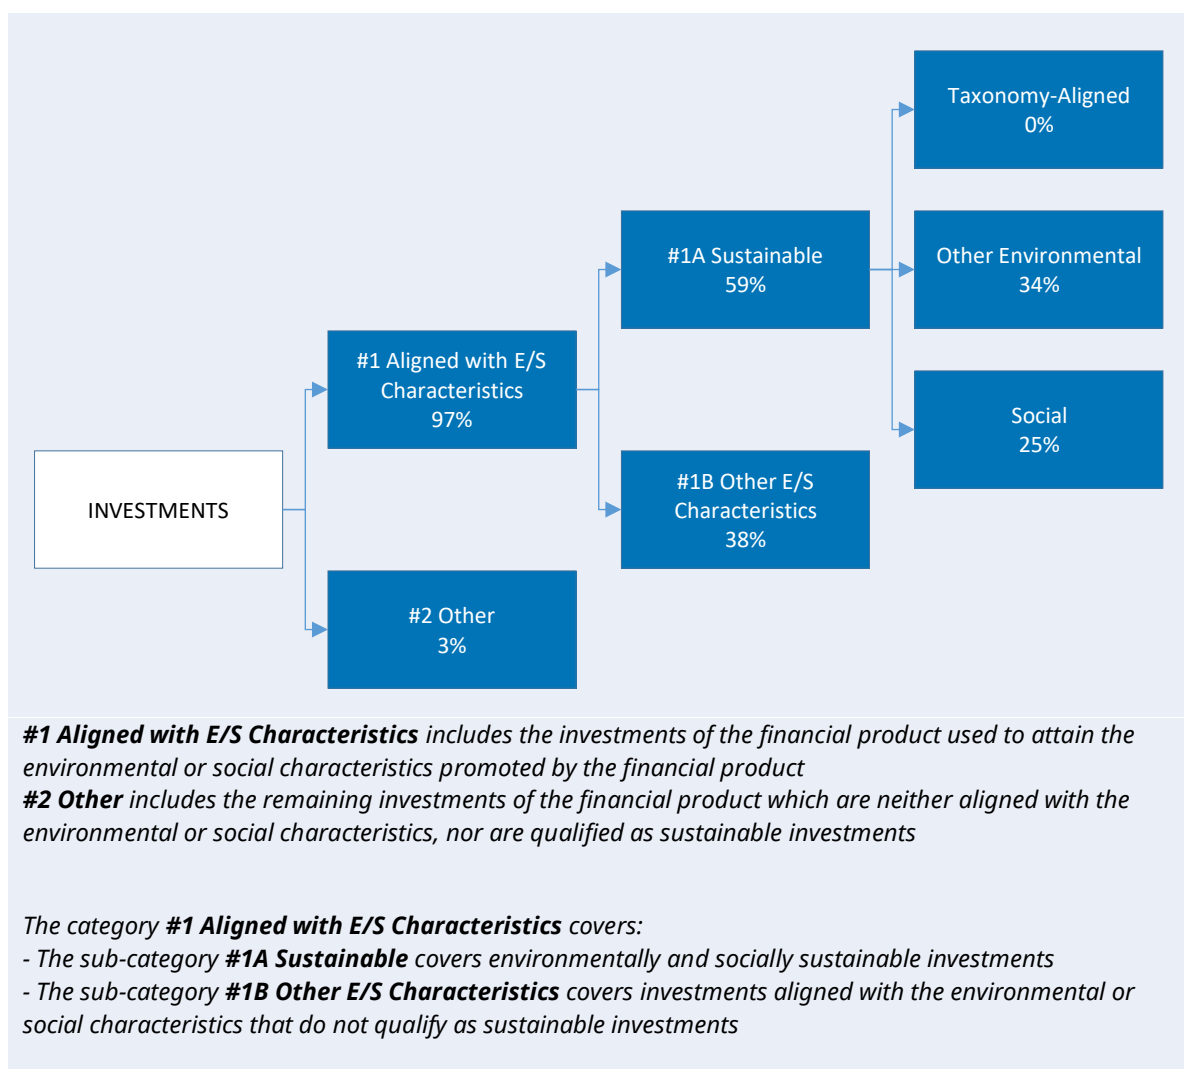 Taxonomy-Aligned
0%
#1A Sustainable
59%
Other Environmental
34%
#1 Aligned with E/S
Characteristics
97%
Social
25%
INVESTMENTS
#1B Other E/S
Characteristics
38%
#2 Other
3%
#1 Aligned with E/S Characteristics includes the investments of the financial product used to attain the
environmental or social characteristics promoted by the financial product
#2 Other includes the remaining investments of the financial product which are neither aligned with the
environmental or social characteristics, nor are qualified as sustainable investments
The category #1 Aligned with E/S Characteristics covers:
- The sub-category #1A Sustainable covers environmentally and socially sustainable investments
- The sub-category #1B Other E/S Characteristics covers investments aligned with the environmental or
social characteristics that do not qualify as sustainable investments